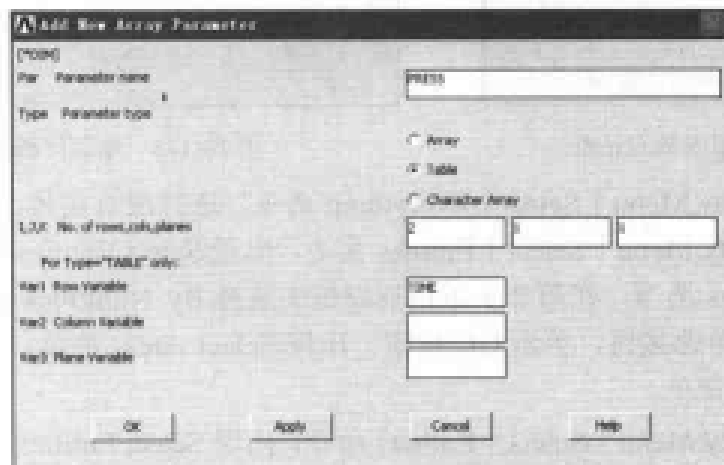 Add New Array Parameter
[*DIM]
Par Parameter name
PRESS
Type Parameter type
Array
Table
Character Array
I,J,K No. of rows,cols,planes
2 1 1
For Type="TABLE" only:
Var1 Row Variable
TIME
Var2 Column Variable
Var3 Plane Variable
OK Apply Cancel Help